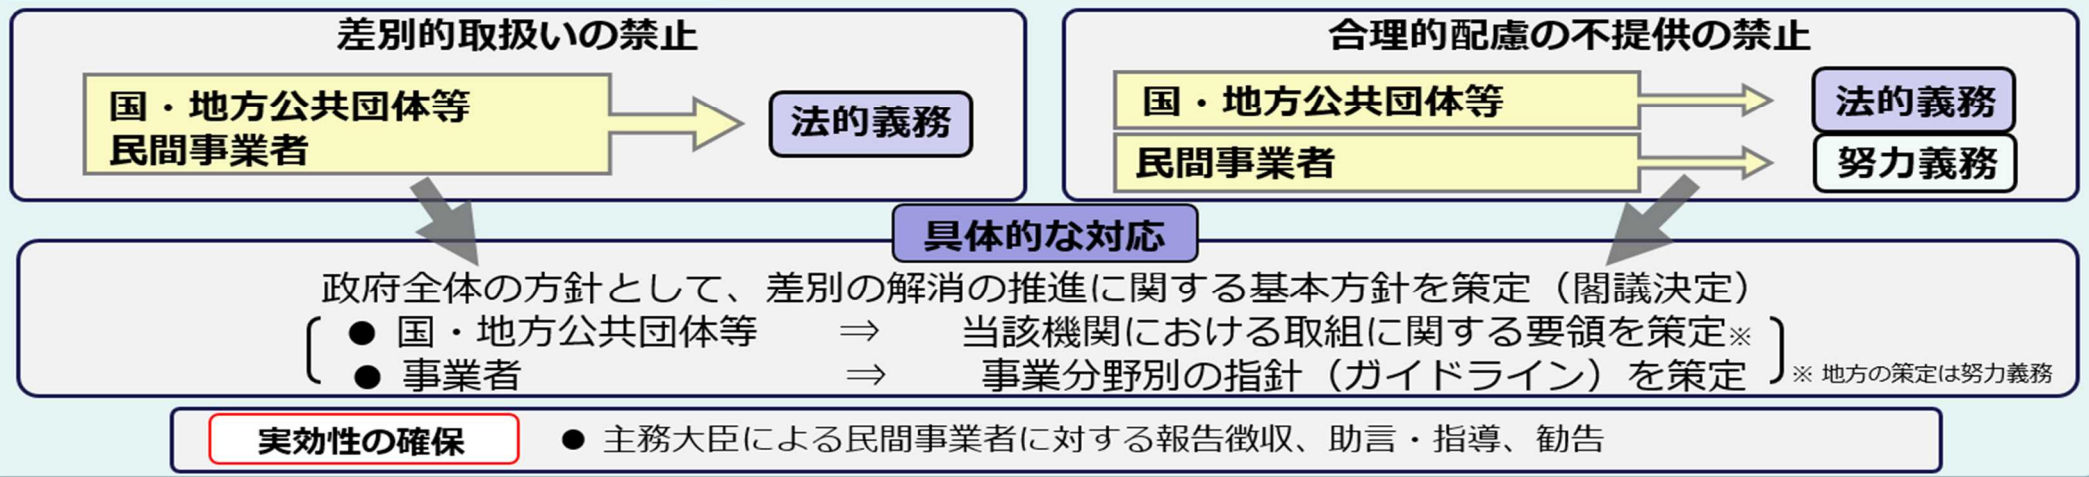 差別的取扱いの禁止
国・地方公共団体等
民間事業者
法的義務
合理的配慮の不提供の禁止
国・地方公共団体等
法的義務
民間事業者
努力義務
具体的な対応
政府全体の方針として、差別の解消の推進に関する基本方針を策定（閣議決定）
● 国・地方公共団体等 ⇒ 当該機関における取組に関する要領を策定※
● 事業者 ⇒ 事業分野別の指針（ガイドライン）を策定
※ 地方の策定は努力義務
実効性の確保
● 主務大臣による民間事業者に対する報告徴収、助言・指導、勧告